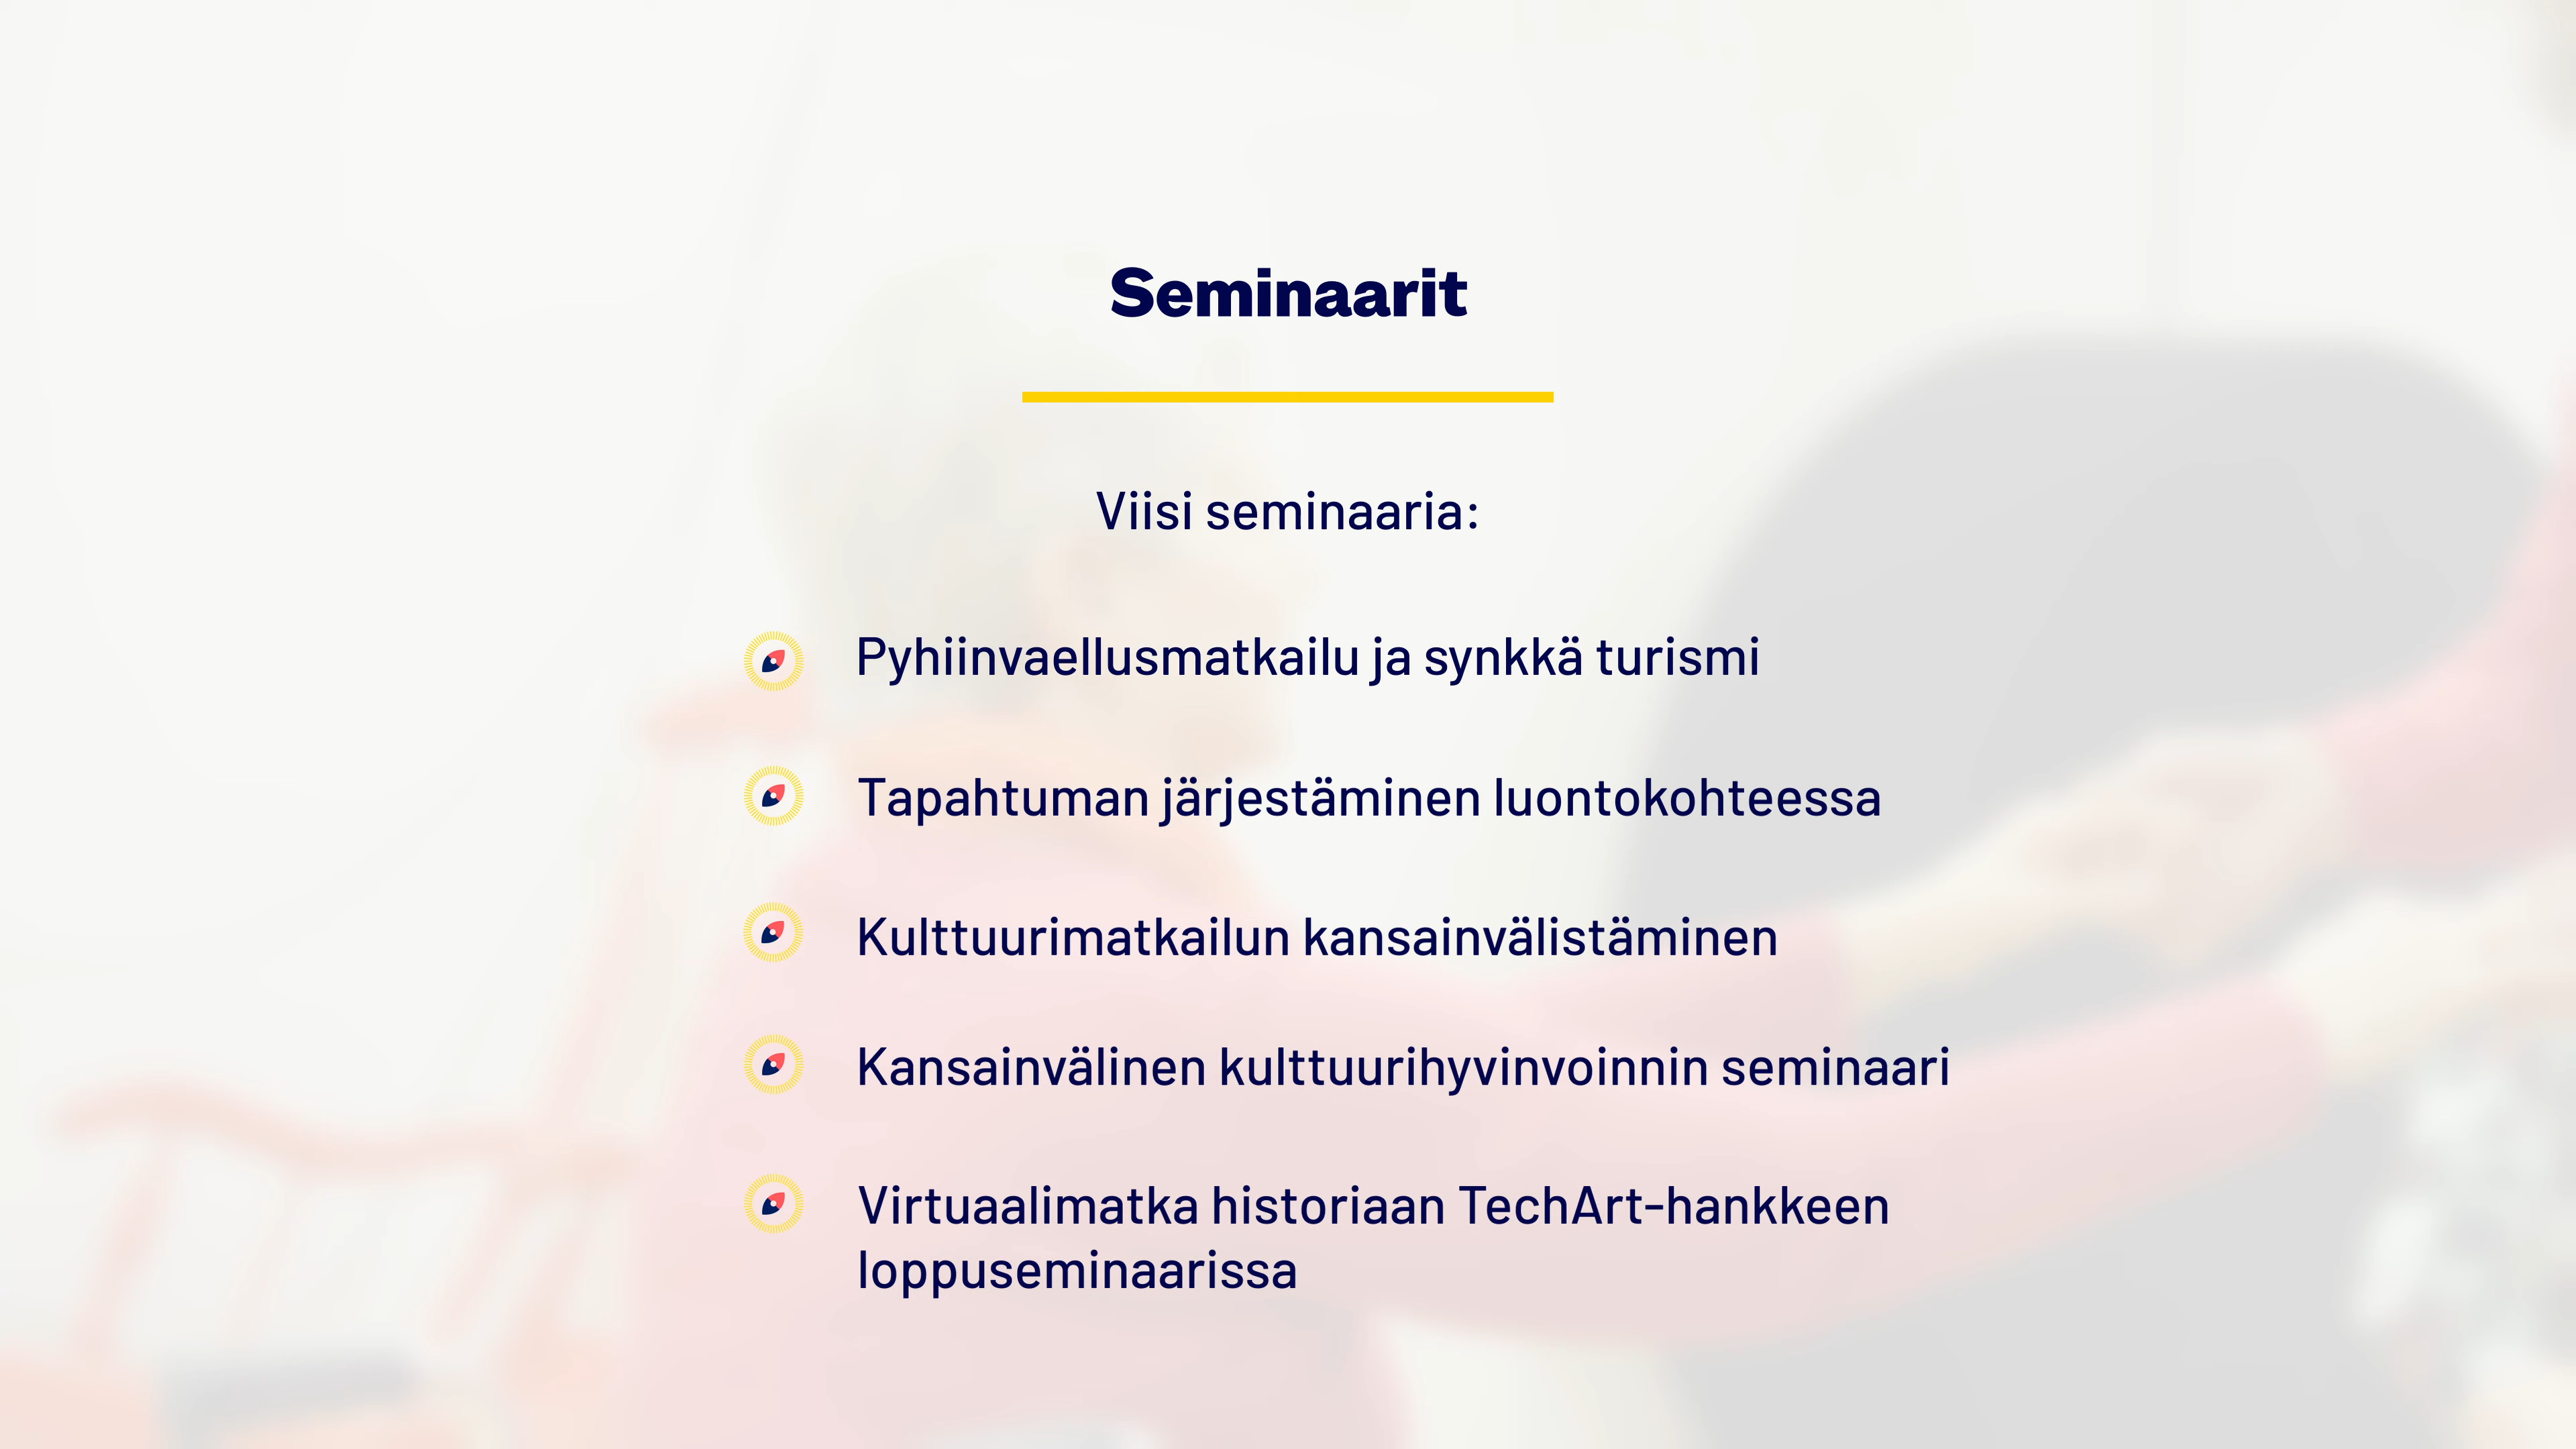 Seminaarit
Viisi seminaaria:
Pyhiinvaellusmatkailu ja synkkä turismi
Tapahtuman järjestäminen luontokohteessa
Kulttuurimatkailun kansainvälistäminen
Kansainvälinen kulttuurihyvinvoinnin seminaari
Virtuaalimatka historiaan TechArt-hankkeen
loppuseminaarissa